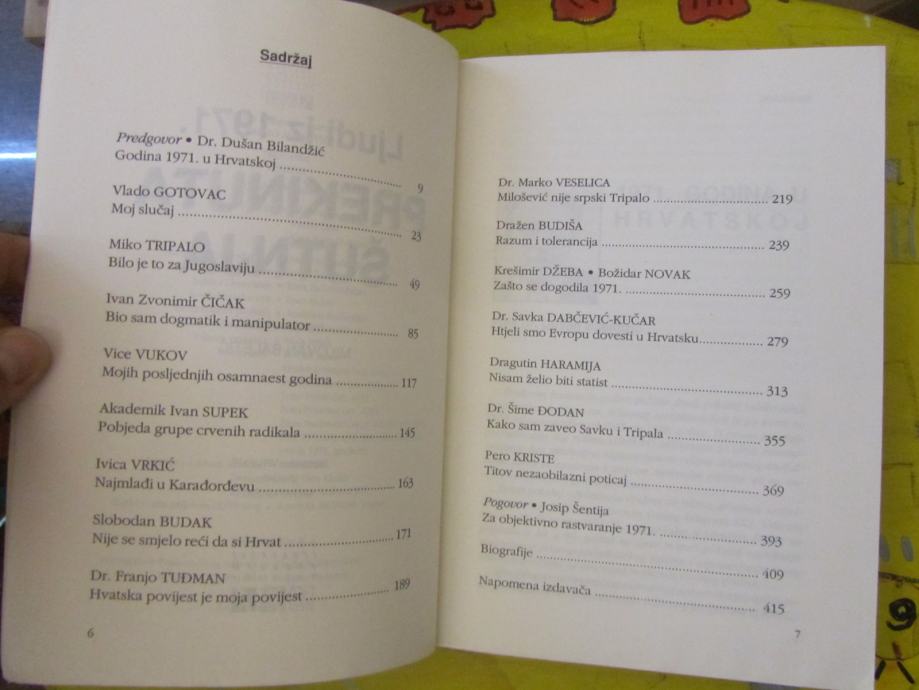 Sadržaj
Predgovor • Dr. Dušan Bilandžić
Godina 1971. u Hrvatskoj ........ 9
Vlado GOTOVAC
Moj slučaj ........ 23
Miko TRIPALO
Bilo je to za Jugoslaviju ........ 49
Ivan Zvonimir ČIČAK
Bio sam dogmatik i manipulator ........ 85
Vice VUKOV
Mojih posljednjih osamnaest godina ........ 117
Akademik Ivan SUPEK
Pobjeda grupe crvenih radikala ........ 145
Ivica VRKIĆ
Najmlađi u Karađorđevu ........ 163
Slobodan BUDAK
Nije se smjelo reći da si Hrvat ........ 171
Dr. Franjo TUĐMAN
Hvatska povijest je moja povijest ........ 189
6
Dr. Marko VESELICA
Milošević nije srpski Tripalo ........ 219
Dražen BUDIŠA
Razum i tolerancija ........ 239
Krešimir DŽEBA • Božidar NOVAK
Zašto se dogodila 1971. ........ 259
Dr. Savka DABČEVIĆ-KUČAR
Htjeli smo Evropu dovesti u Hrvatsku ........ 279
Dragutin HARAMIJA
Nisam želio biti statist ........ 313
Dr. Šime ĐODAN
Kako sam zaveo Savku i Tripala ........ 355
Pero KRISTE
Titov nezaobilazni poticaj ........ 369
Pogovor • Josip Šentija
Za objektivno rastvaranje 1971. ........ 393
Biografije ........ 409
Napomena izdavača ........ 415
7